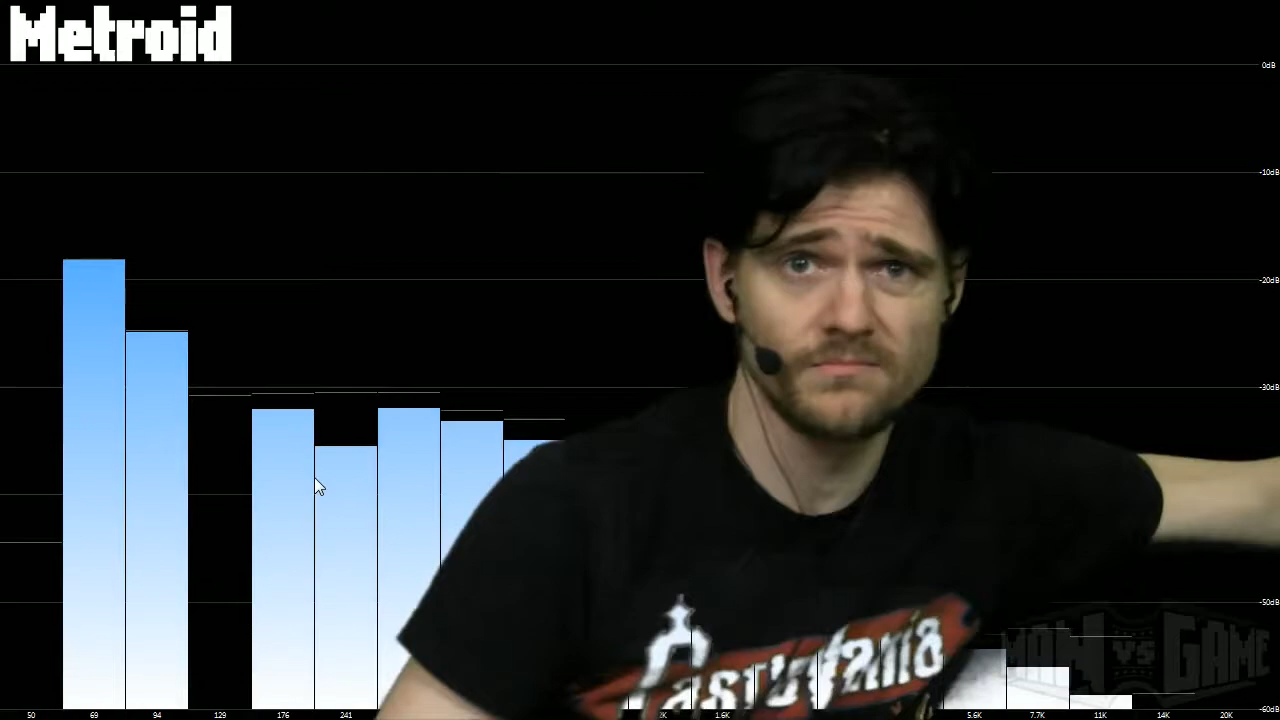 Metroid
0dB
-10dB
-20dB
-30dB
-50dB
Castlevania
MAN VS GAME
-60dB
50 69 94 129 176 241 1.6K 5.6K 7.7K 11K 14K 20K